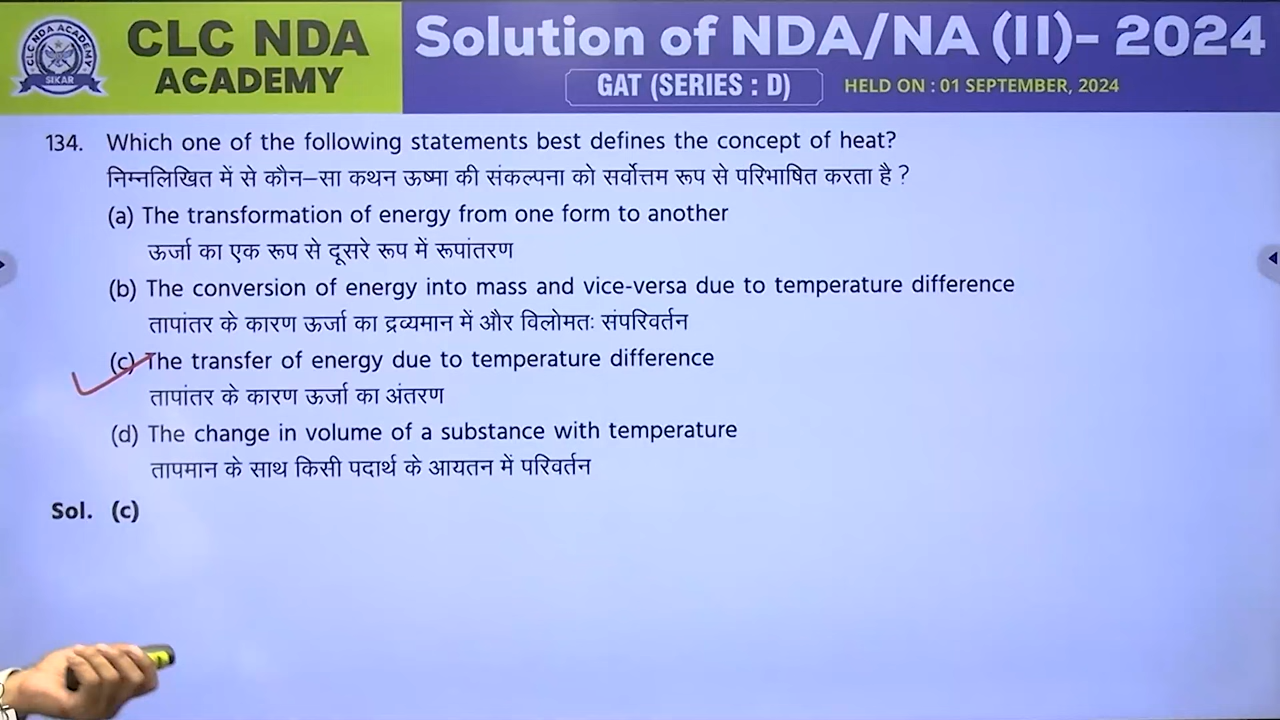 CLC NDA ACADEMY
SIKAR
CLC NDA
ACADEMY
Solution of NDA/NA (II)- 2024
GAT (SERIES : D)
HELD ON : 01 SEPTEMBER, 2024
134. Which one of the following statements best defines the concept of heat?
निम्नलिखित में से कौन–सा कथन ऊष्मा की संकल्पना को सर्वोत्तम रूप से परिभाषित करता है ?
(a) The transformation of energy from one form to another
ऊर्जा का एक रूप से दूसरे रूप में रूपांतरण
(b) The conversion of energy into mass and vice-versa due to temperature difference
तापांतर के कारण ऊर्जा का द्रव्यमान में और विलोमतः संपरिवर्तन
(c) The transfer of energy due to temperature difference
तापांतर के कारण ऊर्जा का अंतरण
(d) The change in volume of a substance with temperature
तापमान के साथ किसी पदार्थ के आयतन में परिवर्तन
Sol. (c)